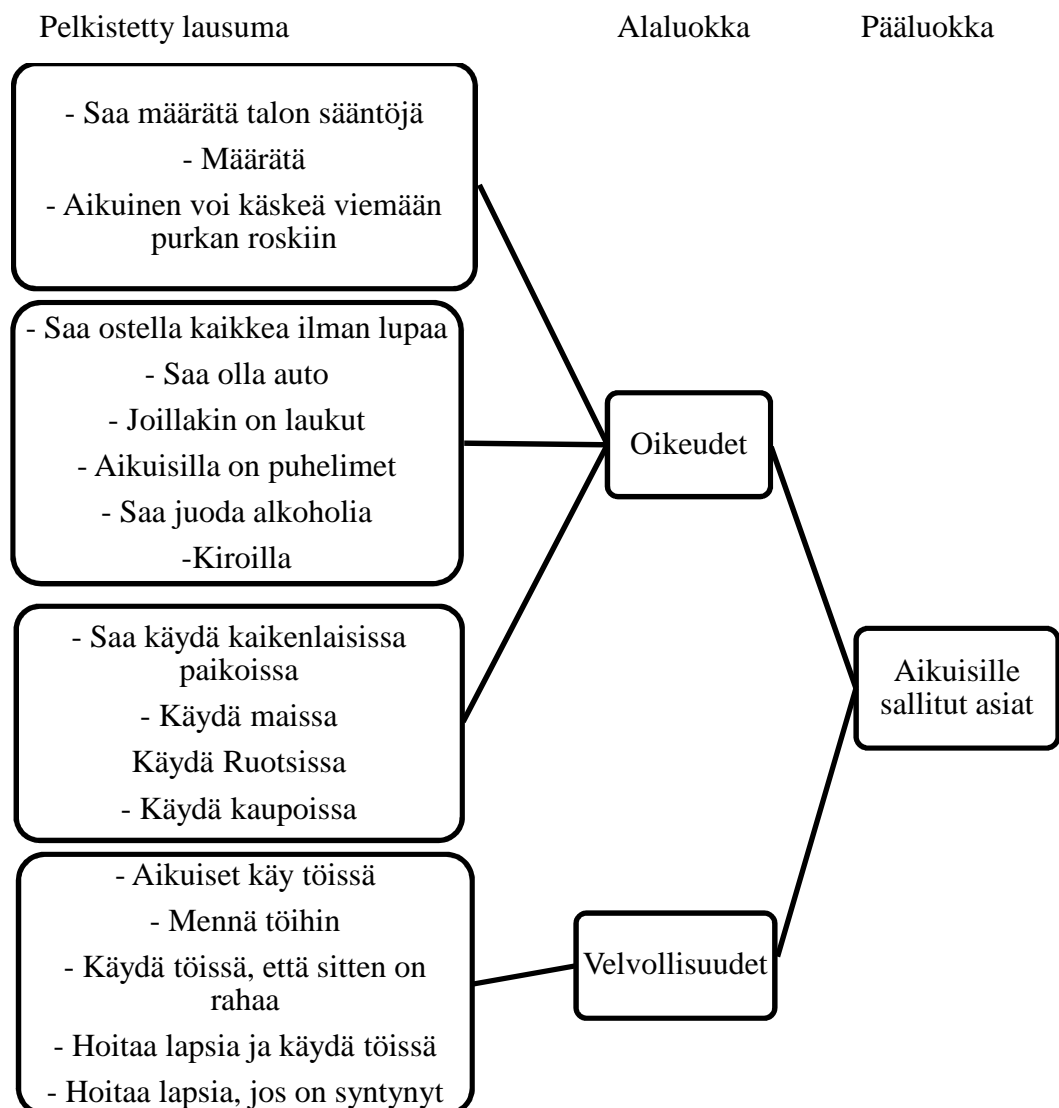 Pelkistetty lausuma Alaluokka Pääluokka
- Saa määrätä talon sääntöjä
- Määrätä
- Aikuinen voi käskeä viemään
purkan roskiin
- Saa ostella kaikkea ilman lupaa
- Saa olla auto
- Joillakin on laukut
- Aikuisilla on puhelimet
- Saa juoda alkoholia
-Kiroilla
- Saa käydä kaikenlaisissa
paikoissa
- Käydä maissa
Käydä Ruotsissa
- Käydä kaupoissa
- Aikuiset käy töissä
- Mennä töihin
- Käydä töissä, että sitten on
rahaa
- Hoitaa lapsia ja käydä töissä
- Hoitaa lapsia, jos on syntynyt
Oikeudet
Velvollisuudet
Aikuisille
sallitut asiat